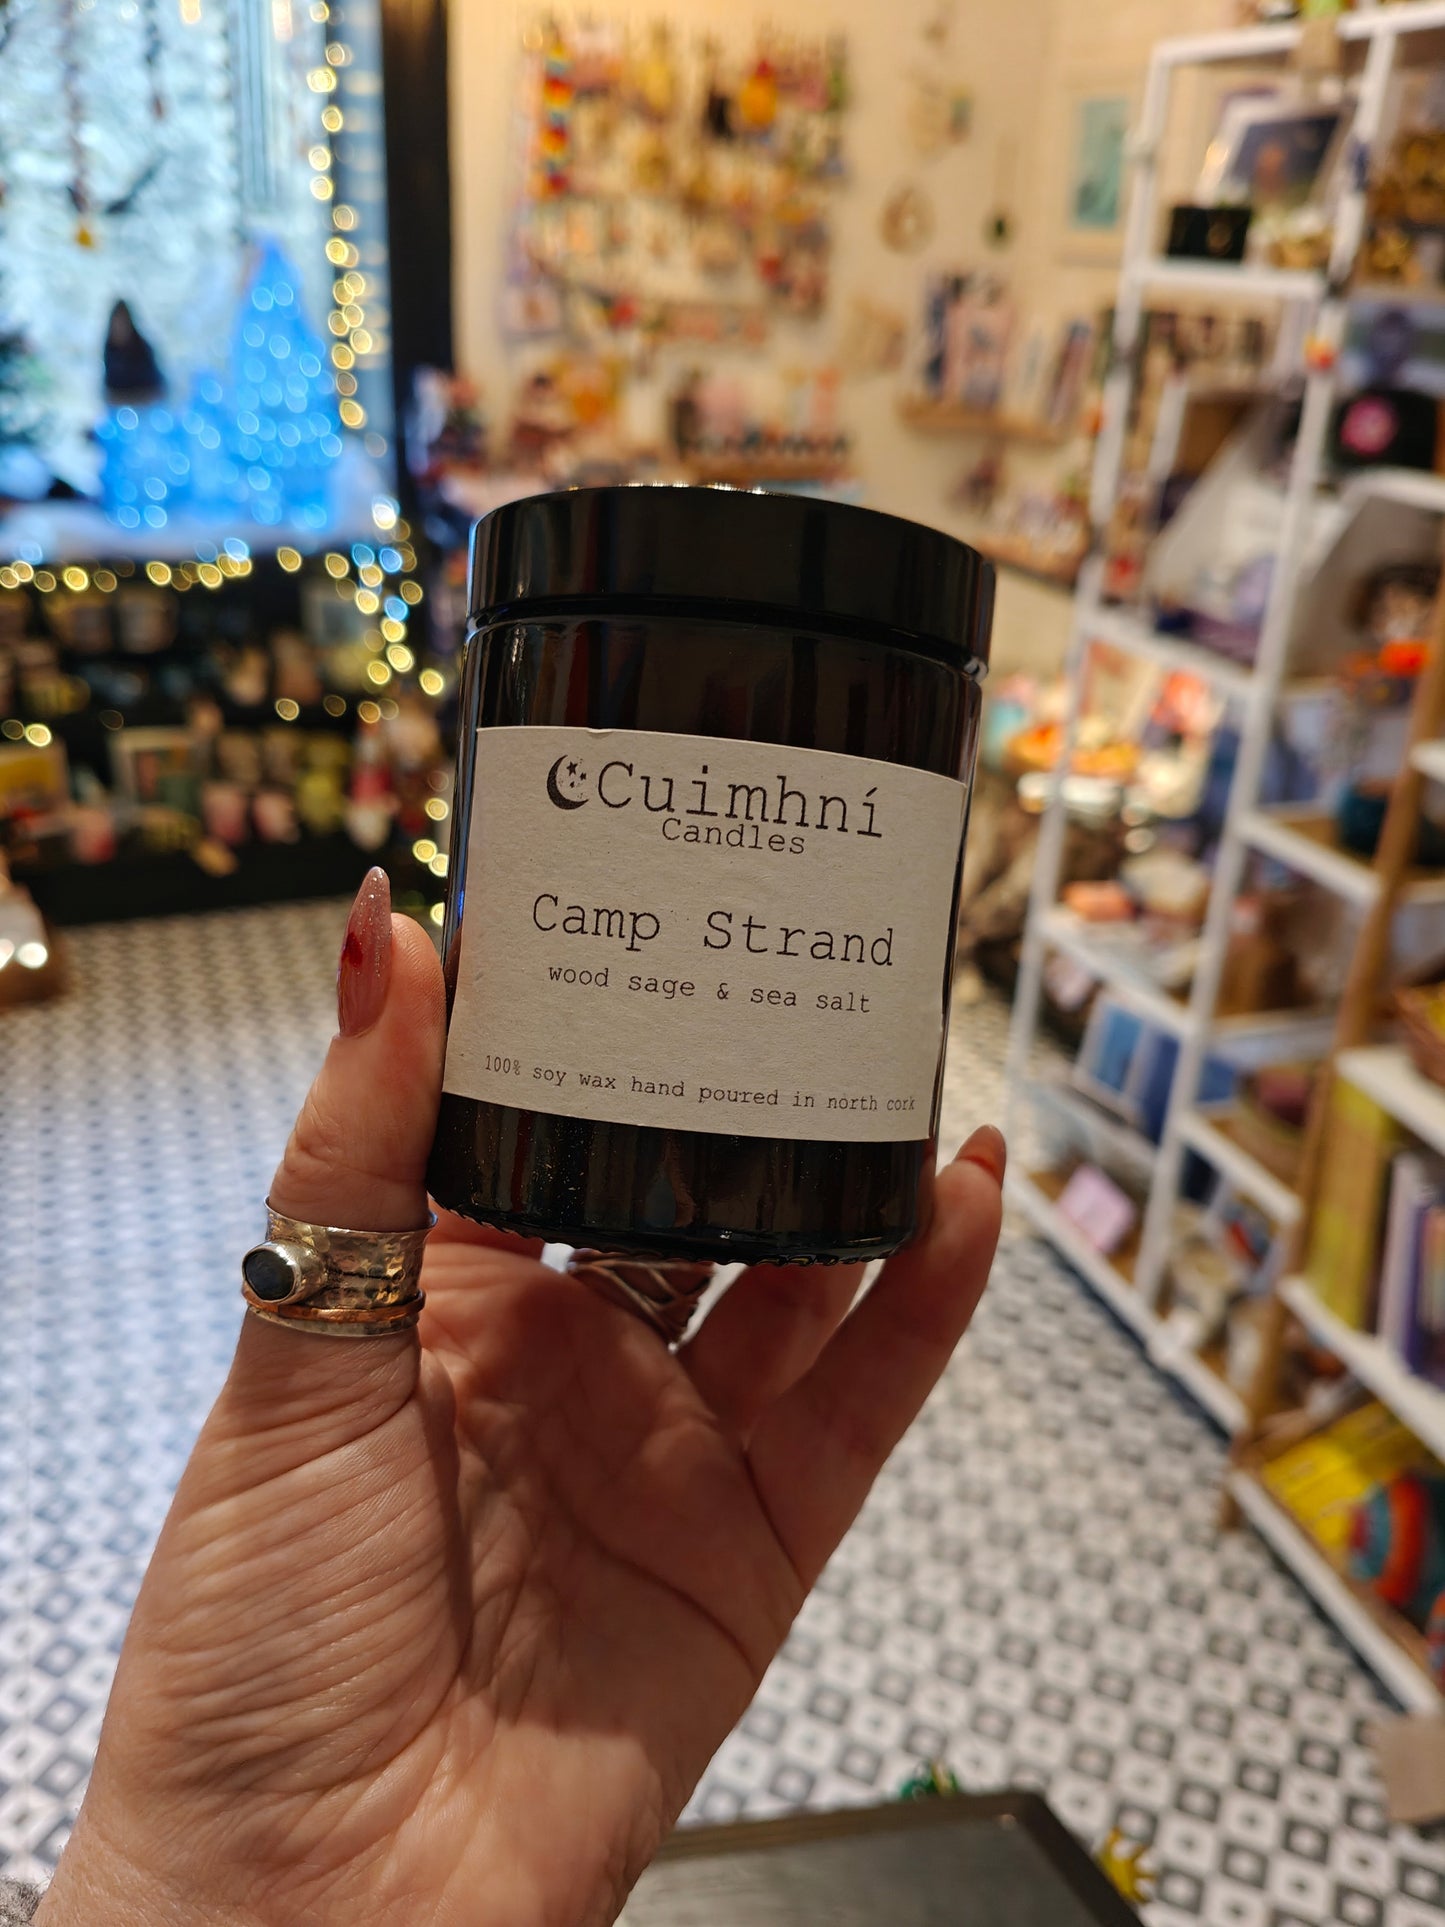 Cuimhní
Candles
Camp Strand
wood sage & sea salt
100% soy wax hand poured in north cork